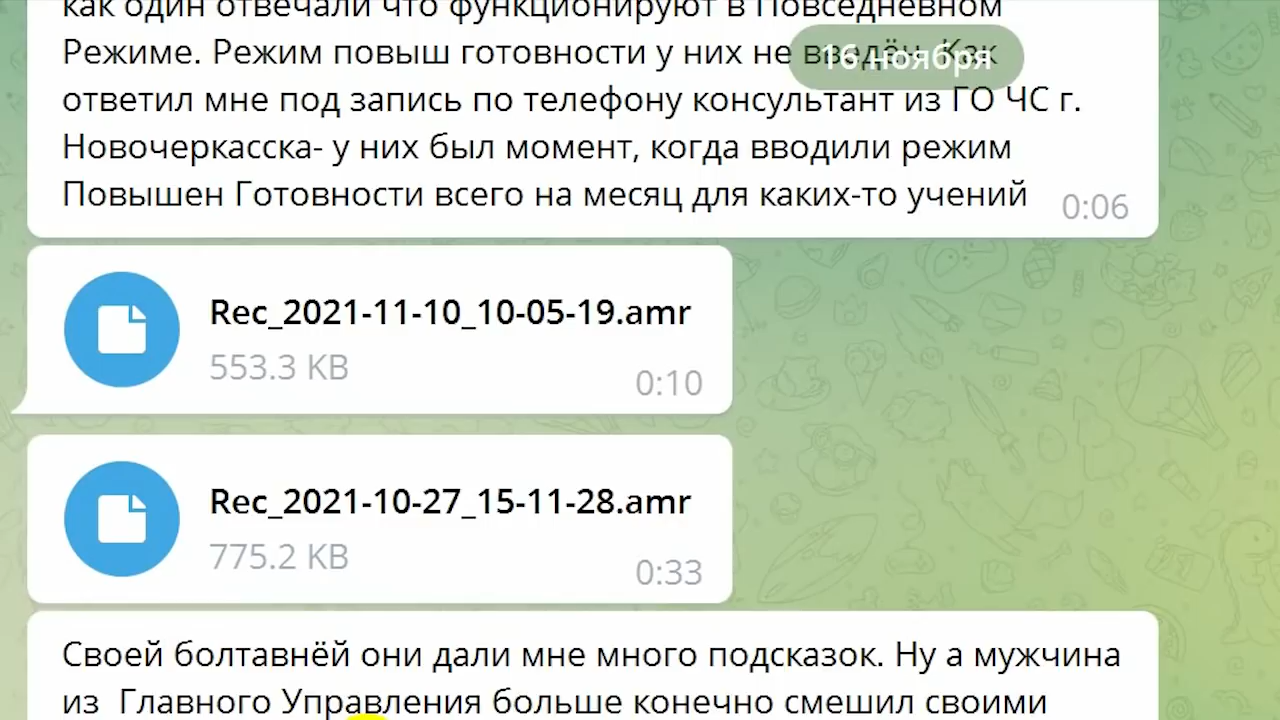 как один отвечали что функционируют в Повседневном
Режиме. Режим повыш готовности у них не введён. Как
16 ноября
ответил мне под запись по телефону консультант из ГО ЧС г.
Новочеркасска- у них был момент, когда вводили режим
Повышен Готовности всего на месяц для каких-то учений
0:06
Rec_2021-11-10_10-05-19.amr
553.3 KB
0:10
Rec_2021-10-27_15-11-28.amr
775.2 KB
0:33
Своей болтавнёй они дали мне много подсказок. Ну а мужчина
из Главного Управления больше конечно смешил своими